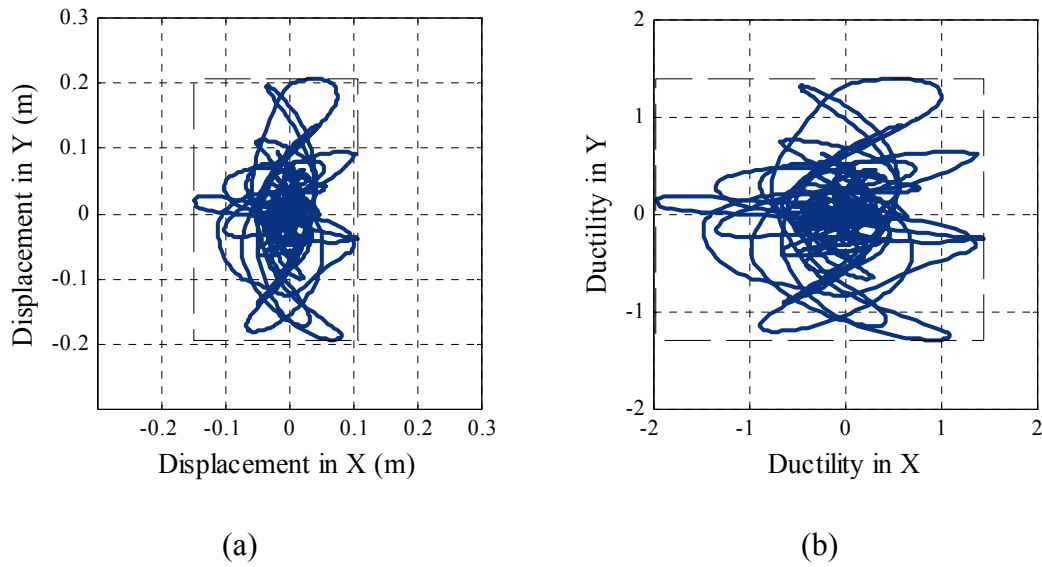 0.3
0.2
0.1
0
-0.1
-0.2
Displacement in Y (m)
-0.2 -0.1 0 0.1 0.2 0.3
Displacement in X (m)
(a)
2
1
0
-1
-2
Ductility in Y
-2 -1 0 1 2
Ductility in X
(b)